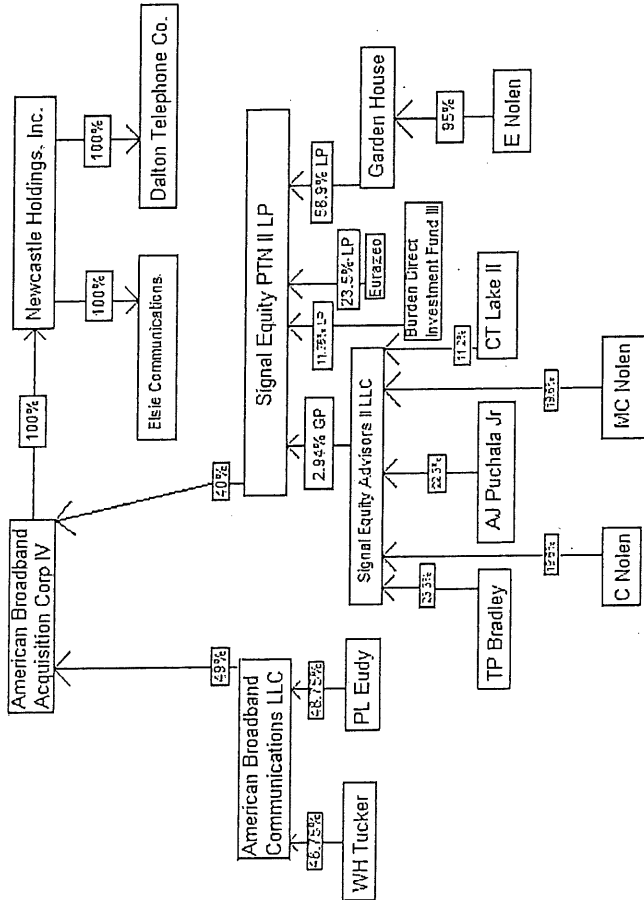 American Broadband
Acquisition Corp IV
100%
Newcastle Holdings, Inc.
100%
100%
Elsie Communications.
Dalton Telephone Co.
49%
40%
American Broadband
Communications LLC
Signal Equity PTN II LP
48.75%
48.75%
WH Tucker
PL Eudy
2.94% GP
11.75% LP
23.5% LP
58.9% LP
Signal Equity Advisors II LLC
Burden Direct
Investment Fund III
Eurazeo
Garden House
95%
E Nolen
19.6%
11.2%
TP Bradley
AJ Puchala Jr
CT Lake II
C Nolen
MC Nolen